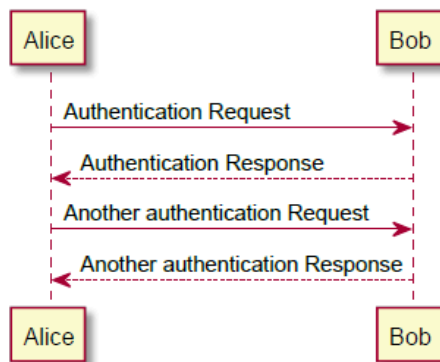 Alice
Bob
Authentication Request
Authentication Response
Another authentication Request
Another authentication Response
Alice
Bob